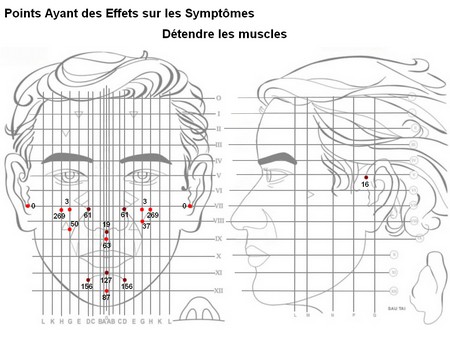 Points Ayant des Effets sur les Symptômes
Détendre les muscles
O
I
II
III
IV
V
VI
VII
VIII
IX
X
XI
XII
0 269 3 61 19 61 3 269 0
50 37
63
127
156 156
87
16
L K H G E D C B A A B C D E G H K L